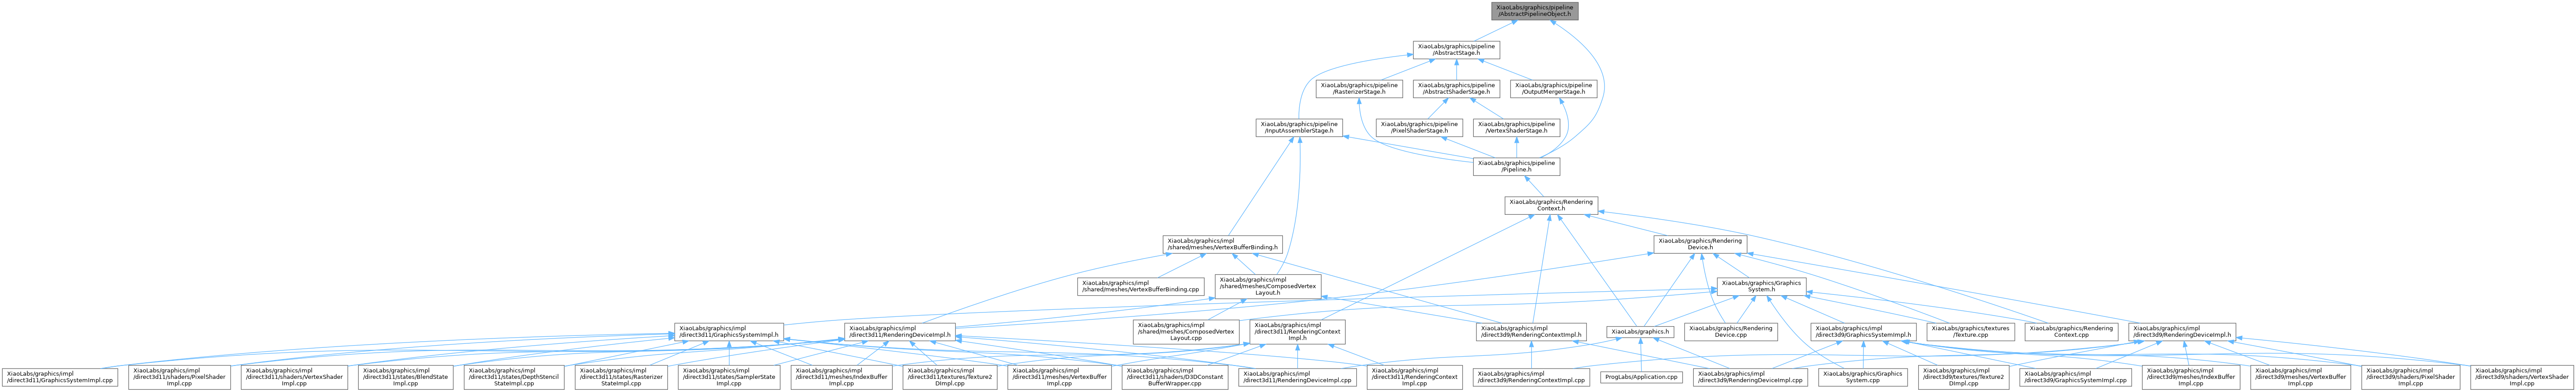 XiaoLabs/graphics/pipeline
/AbstractPipelineObject.h
XiaoLabs/graphics/pipeline
/AbstractStage.h
XiaoLabs/graphics/pipeline
/RasterizerStage.h
XiaoLabs/graphics/pipeline
/AbstractShaderStage.h
XiaoLabs/graphics/pipeline
/OutputMergerStage.h
XiaoLabs/graphics/pipeline
/InputAssemblerStage.h
XiaoLabs/graphics/pipeline
/PixelShaderStage.h
XiaoLabs/graphics/pipeline
/VertexShaderStage.h
XiaoLabs/graphics/pipeline
/Pipeline.h
XiaoLabs/graphics/Rendering
Context.h
XiaoLabs/graphics/impl
/shared/meshes/VertexBufferBinding.h
XiaoLabs/graphics/Rendering
Device.h
XiaoLabs/graphics/impl
/shared/meshes/VertexBufferBinding.cpp
XiaoLabs/graphics/impl
/shared/meshes/ComposedVertex
Layout.h
XiaoLabs/graphics/Graphics
System.h
XiaoLabs/graphics/impl
/direct3d11/GraphicsSystemImpl.h
XiaoLabs/graphics/impl
/direct3d11/RenderingDeviceImpl.h
XiaoLabs/graphics/impl
/shared/meshes/ComposedVertex
Layout.cpp
XiaoLabs/graphics/impl
/direct3d11/RenderingContext
Impl.h
XiaoLabs/graphics/impl
/direct3d9/RenderingContextImpl.h
XiaoLabs/graphics.h
XiaoLabs/graphics/Rendering
Device.cpp
XiaoLabs/graphics/impl
/direct3d9/GraphicsSystemImpl.h
XiaoLabs/graphics/textures
/Texture.cpp
XiaoLabs/graphics/Rendering
Context.cpp
XiaoLabs/graphics/impl
/direct3d9/RenderingDeviceImpl.h
XiaoLabs/graphics/impl
/direct3d11/GraphicsSystemImpl.cpp
XiaoLabs/graphics/impl
/direct3d11/shaders/PixelShader
Impl.cpp
XiaoLabs/graphics/impl
/direct3d11/shaders/VertexShader
Impl.cpp
XiaoLabs/graphics/impl
/direct3d11/states/BlendState
Impl.cpp
XiaoLabs/graphics/impl
/direct3d11/states/DepthStencil
StateImpl.cpp
XiaoLabs/graphics/impl
/direct3d11/states/Rasterizer
StateImpl.cpp
XiaoLabs/graphics/impl
/direct3d11/states/SamplerState
Impl.cpp
XiaoLabs/graphics/impl
/direct3d11/meshes/IndexBuffer
Impl.cpp
XiaoLabs/graphics/impl
/direct3d11/textures/Texture2
DImpl.cpp
XiaoLabs/graphics/impl
/direct3d11/meshes/VertexBuffer
Impl.cpp
XiaoLabs/graphics/impl
/direct3d11/shaders/D3DConstant
BufferWrapper.cpp
XiaoLabs/graphics/impl
/direct3d11/RenderingDeviceImpl.cpp
XiaoLabs/graphics/impl
/direct3d11/RenderingContext
Impl.cpp
XiaoLabs/graphics/impl
/direct3d9/RenderingContextImpl.cpp
ProgLabs/Application.cpp
XiaoLabs/graphics/impl
/direct3d9/RenderingDeviceImpl.cpp
XiaoLabs/graphics/Graphics
System.cpp
XiaoLabs/graphics/impl
/direct3d9/textures/Texture2
DImpl.cpp
XiaoLabs/graphics/impl
/direct3d9/GraphicsSystemImpl.cpp
XiaoLabs/graphics/impl
/direct3d9/meshes/IndexBuffer
Impl.cpp
XiaoLabs/graphics/impl
/direct3d9/meshes/VertexBuffer
Impl.cpp
XiaoLabs/graphics/impl
/direct3d9/shaders/PixelShader
Impl.cpp
XiaoLabs/graphics/impl
/direct3d9/shaders/VertexShader
Impl.cpp